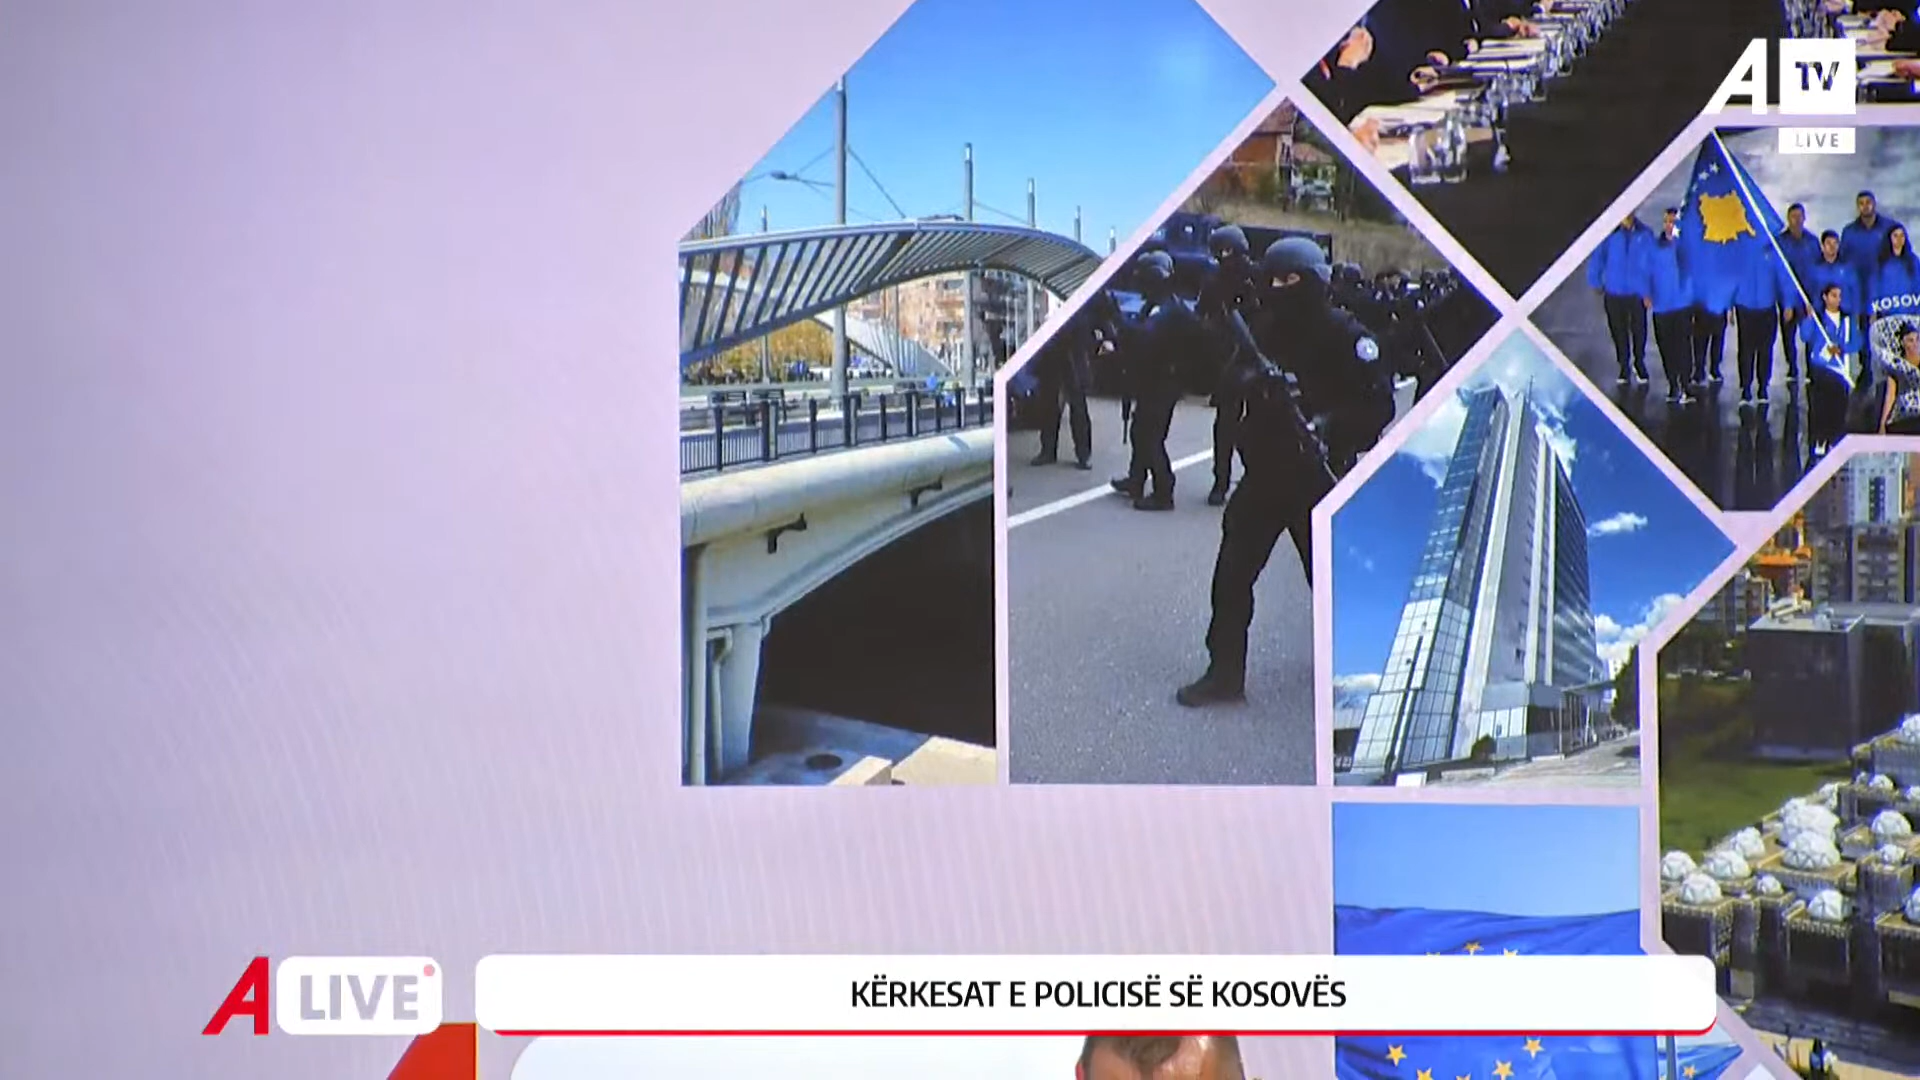 A TV
LIVE
KOSOV
A LIVE
KËRKESAT E POLICISË SË KOSOVËS